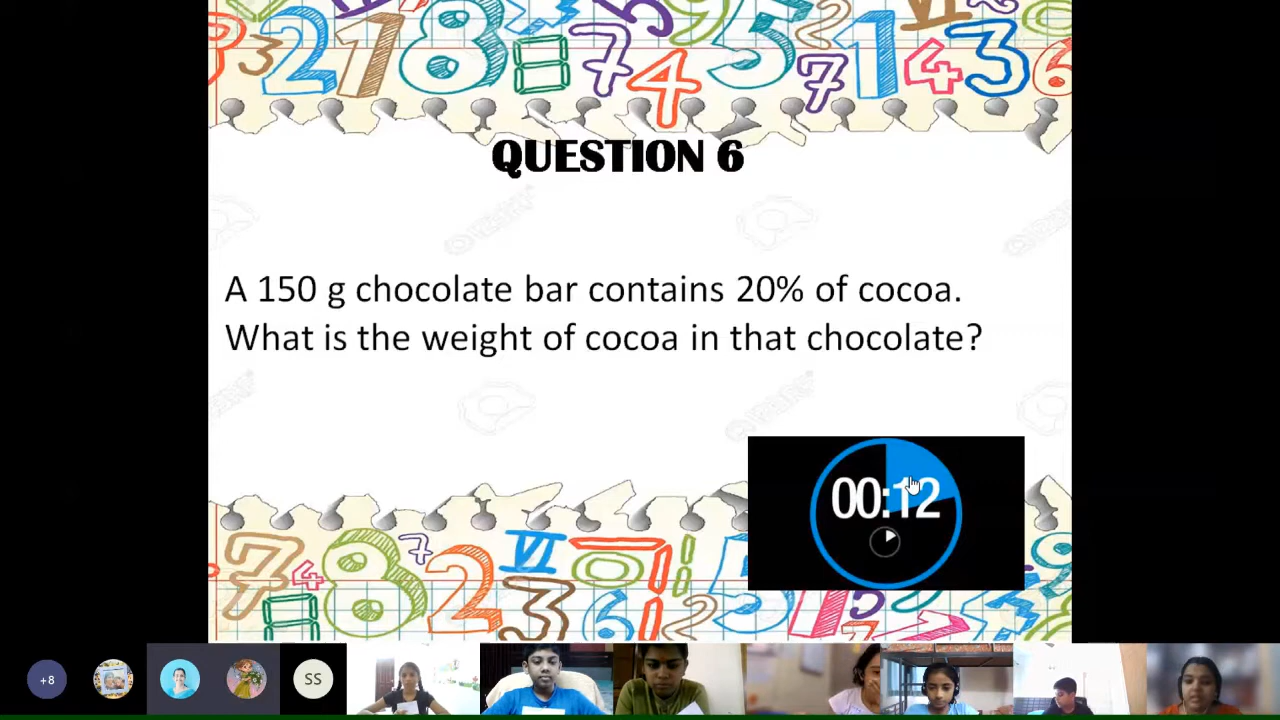 QUESTION 6
A 150 g chocolate bar contains 20% of cocoa.
What is the weight of cocoa in that chocolate?
00:12
+8
SS